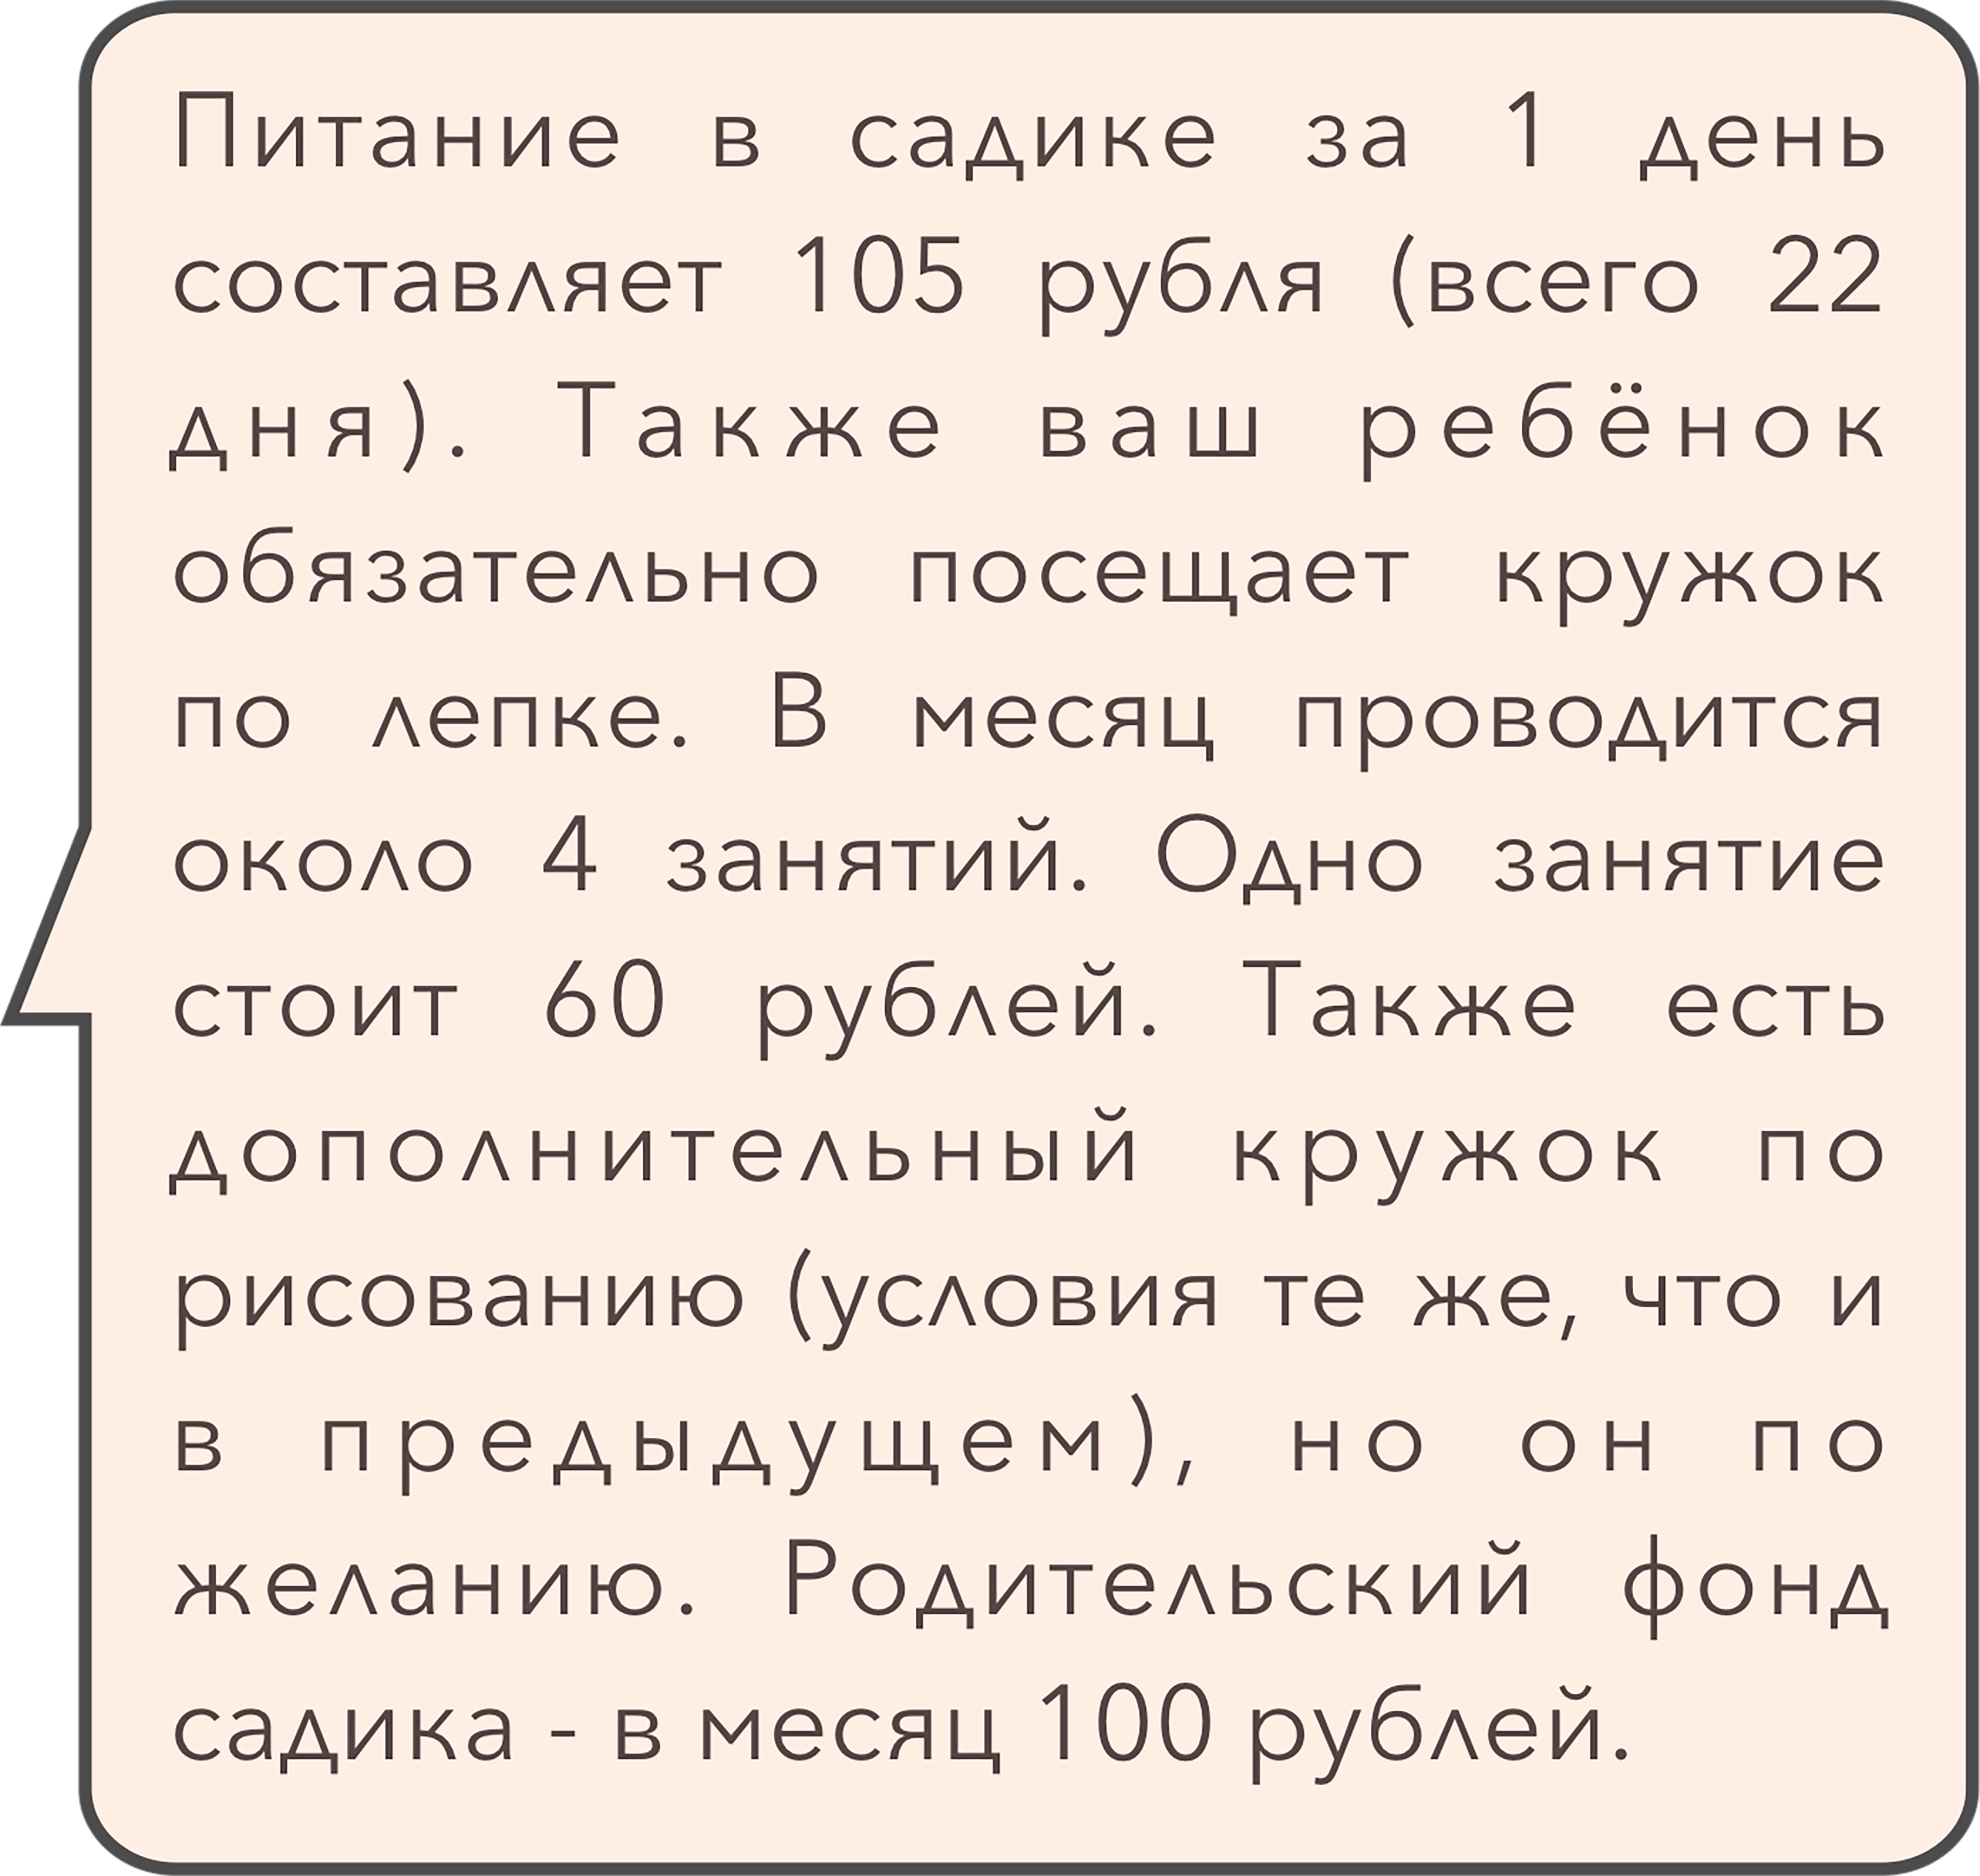 Питание в садике за 1 день
составляет 105 рубля (всего 22
дня). Также ваш ребёнок
обязательно посещает кружок
по лепке. В месяц проводится
около 4 занятий. Одно занятие
стоит 60 рублей. Также есть
дополнительный кружок по
рисованию (условия те же, что и
в предыдущем), но он по
желанию. Родительский фонд
садика - в месяц 100 рублей.